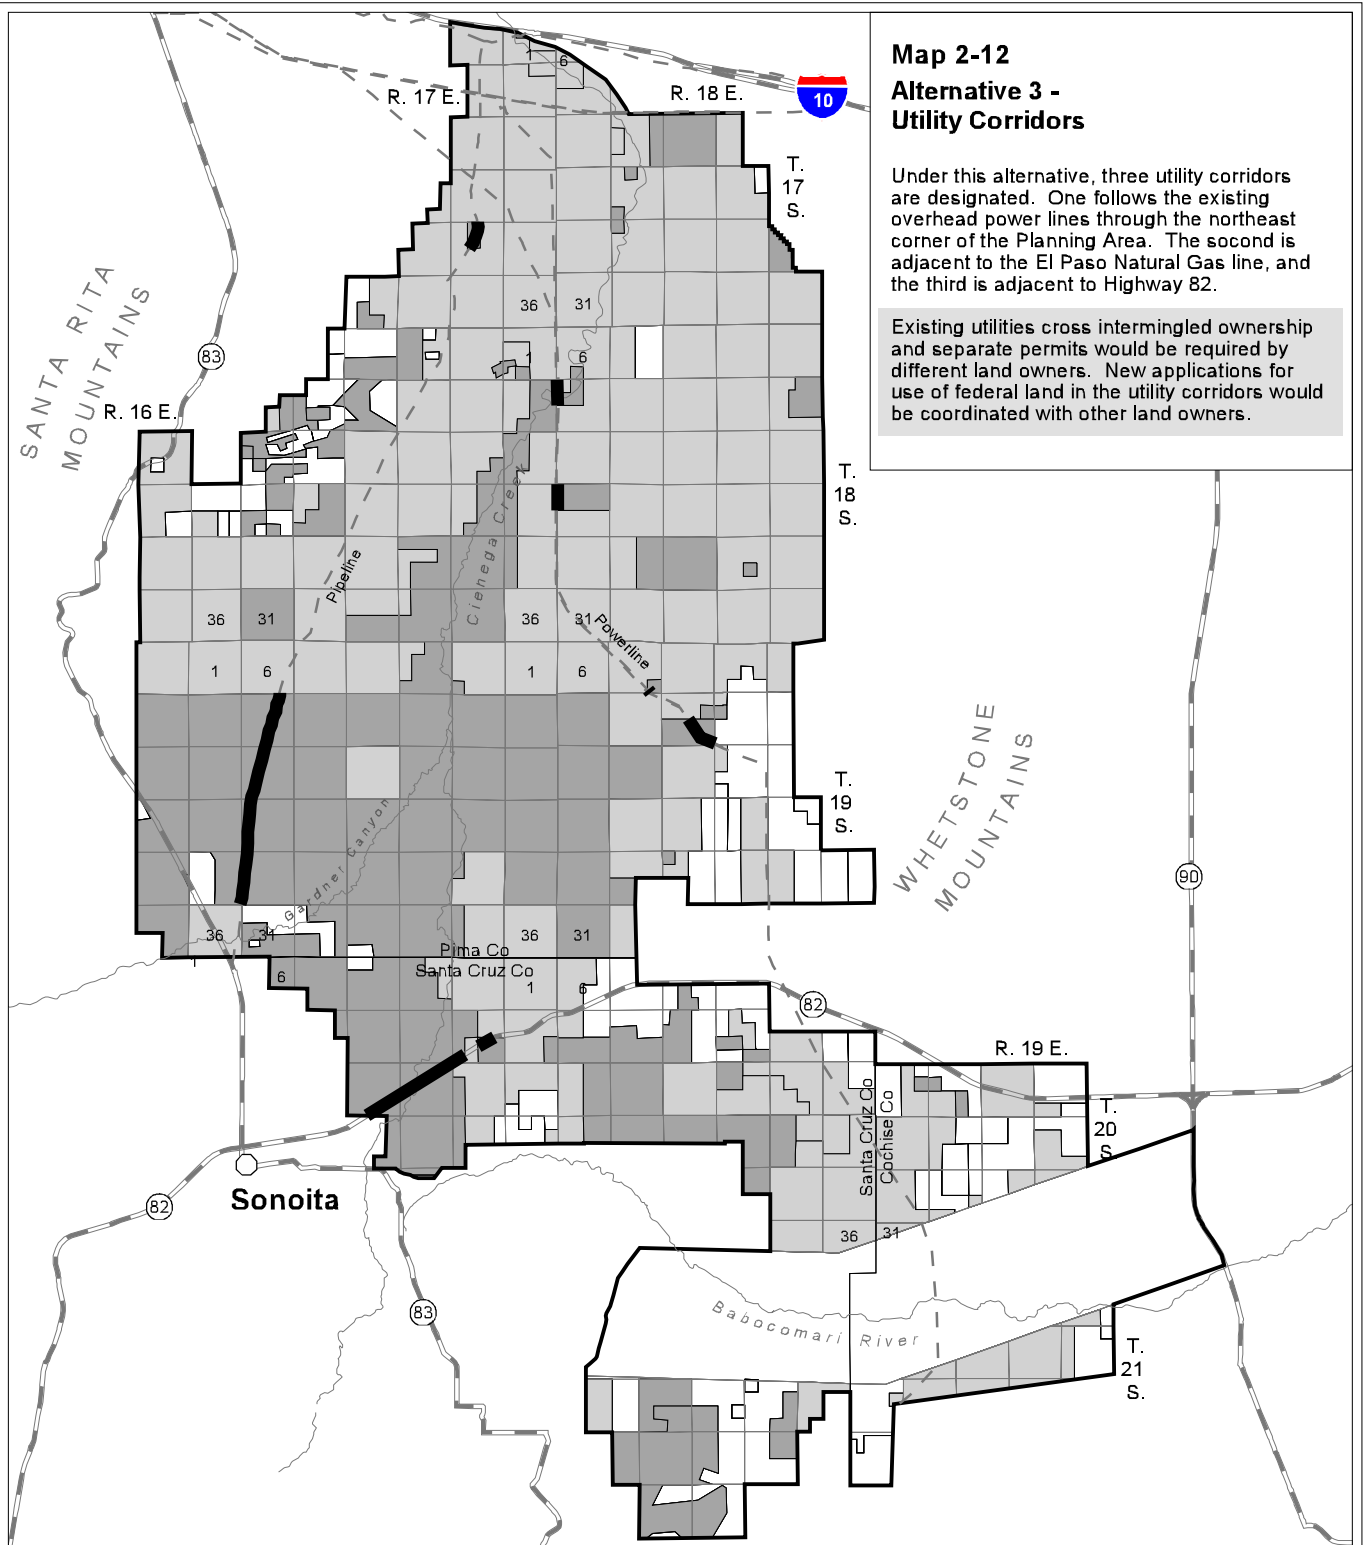 Map 2-12
Alternative 3 -
Utility Corridors
Under this alternative, three utility corridors
are designated. One follows the existing
overhead power lines through the northeast
corner of the Planning Area. The socond is
adjacent to the El Paso Natural Gas line, and
the third is adjacent to Highway 82.
Existing utilities cross intermingled ownership
and separate permits would be required by
different land owners. New applications for
use of federal land in the utility corridors would
be coordinated with other land owners.
1
6
R. 17 E.
R. 18 E.
10
T.
17
S.
SANTA RITA
MOUNTAINS
36
31
83
1
6
R. 16 E.
T.
18
S.
Cienega Creek
Pipeline
36
31
36
31
Powerline
1
6
1
6
WHETSTONE
MOUNTAINS
T.
19
S.
Gardner Canyon
90
36
31
36
31
Pima Co
Santa Cruz Co
1
6
1
6
82
R. 19 E.
Santa Cruz Co
Cochise Co
T.
20
S.
Sonoita
82
36
31
83
Babocomari River
T.
21
S.